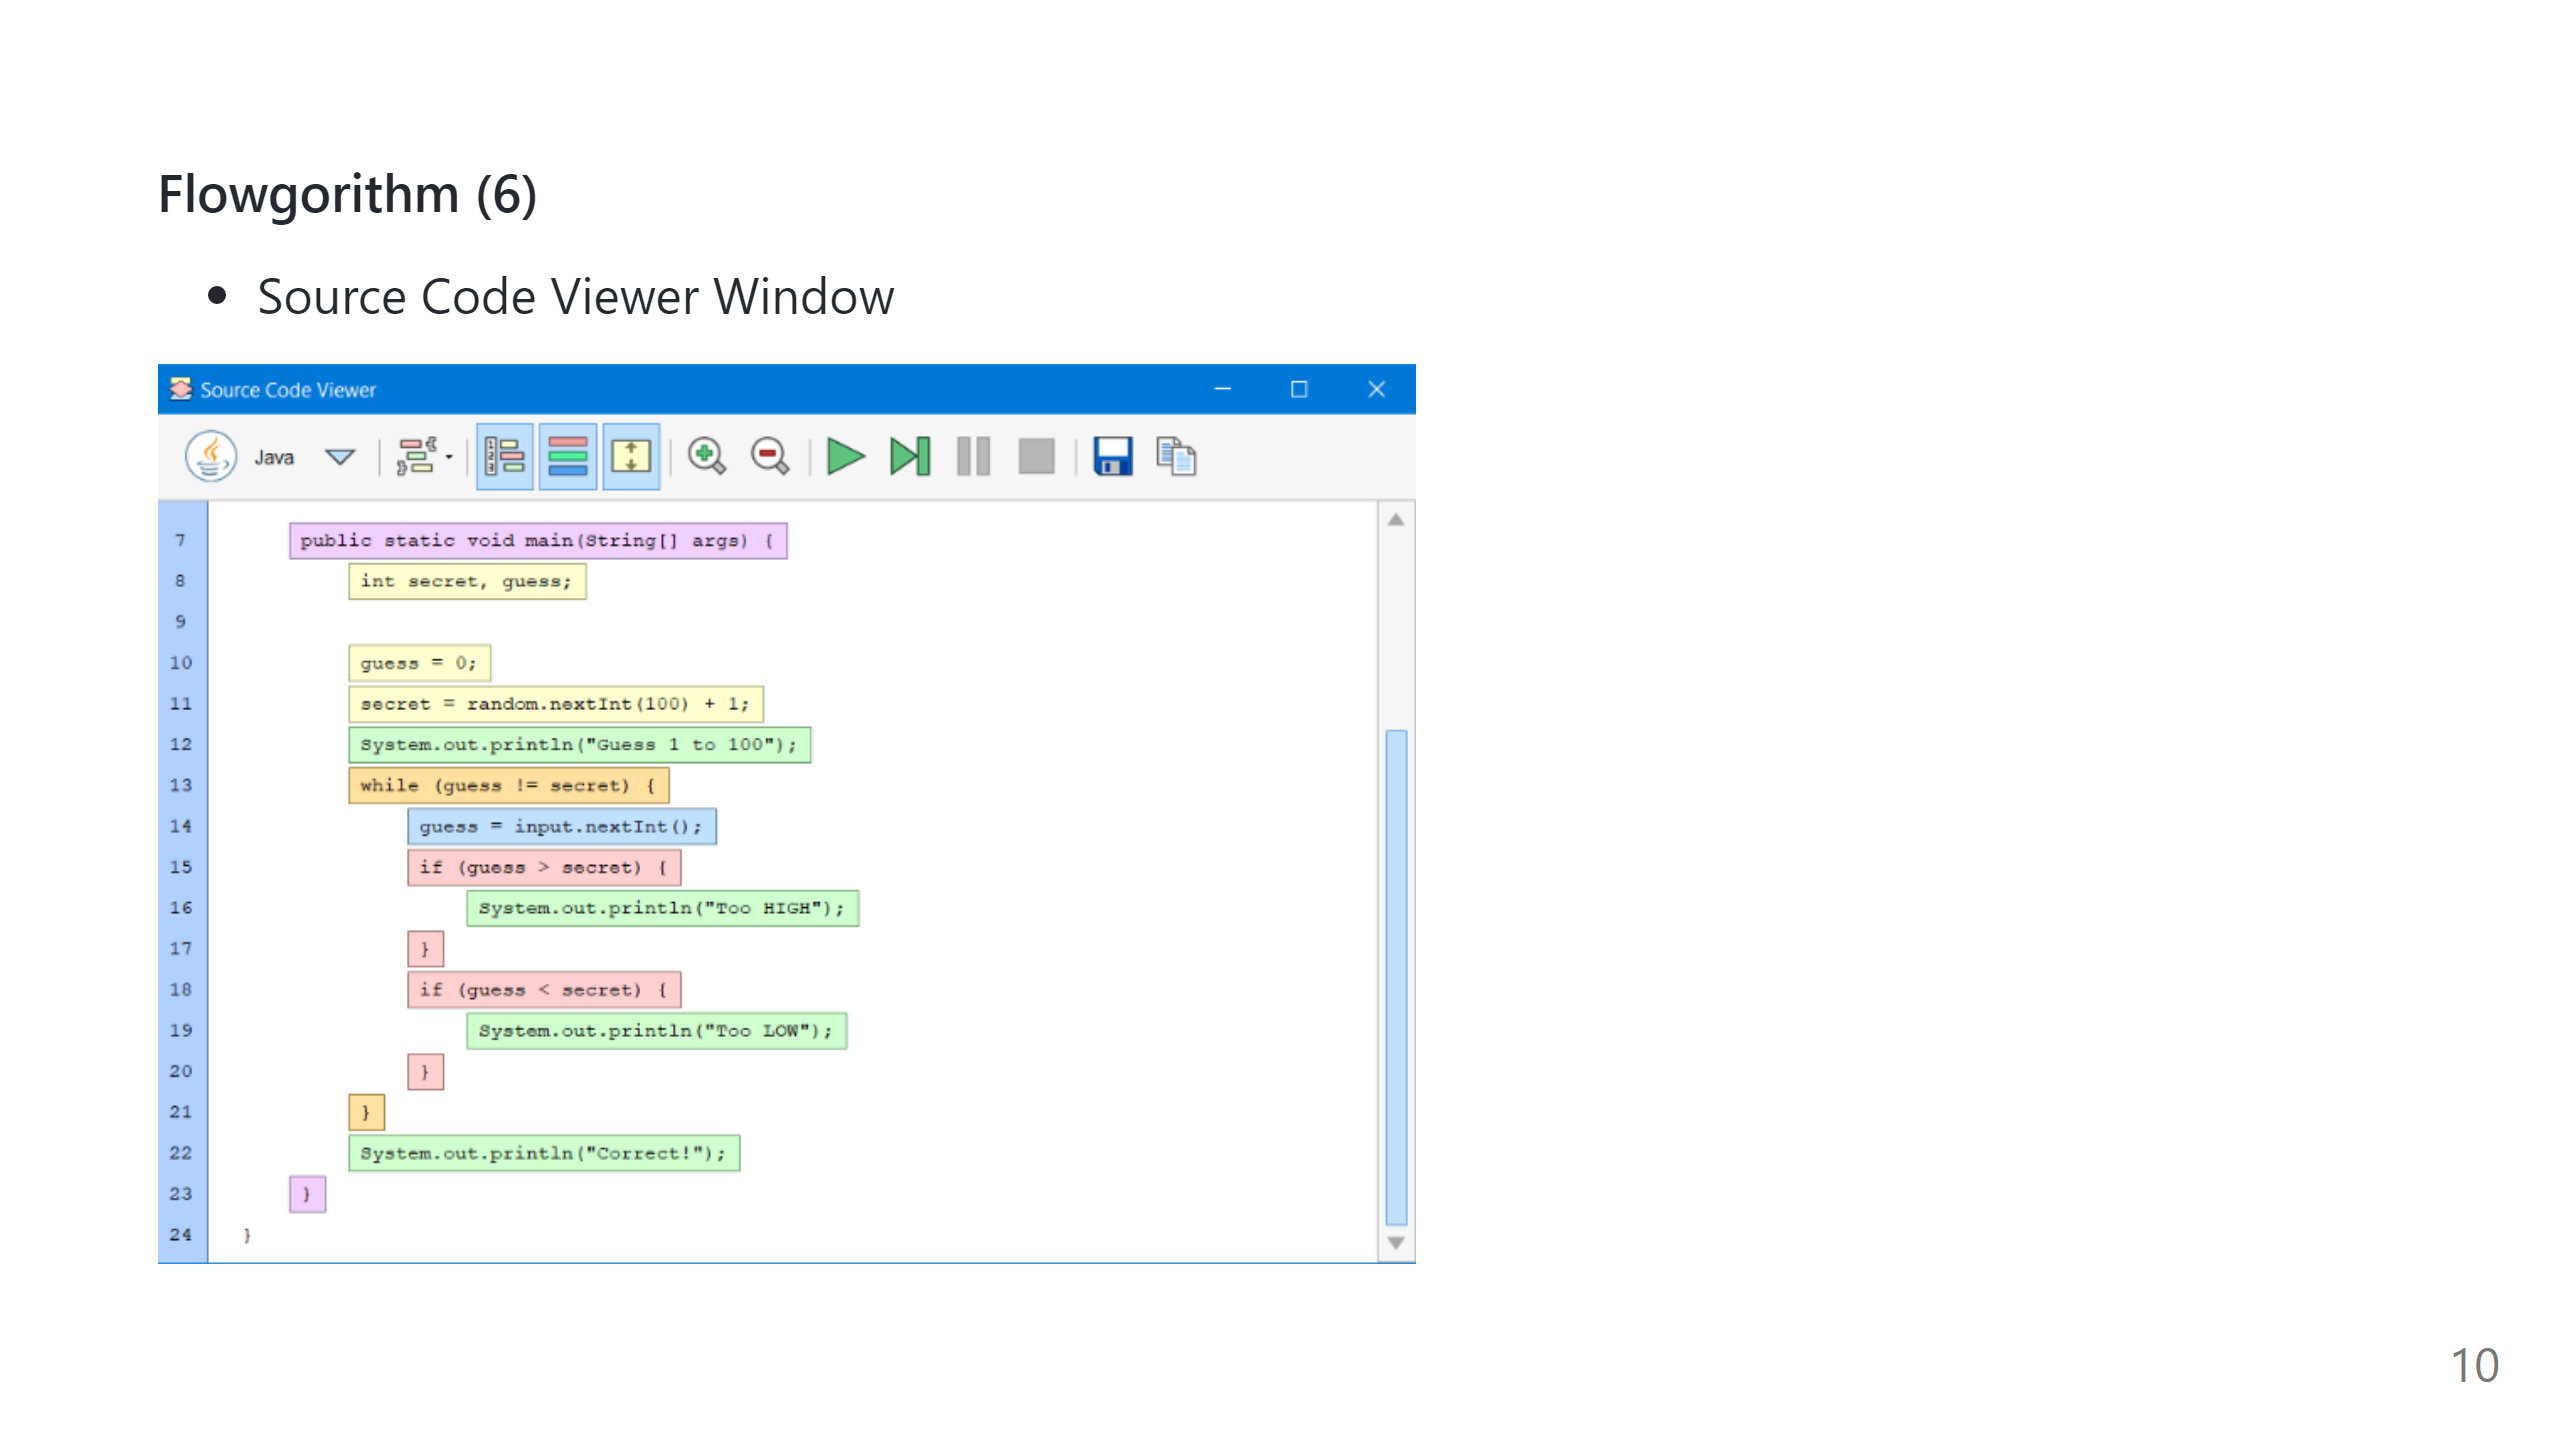 Flowgorithm (6)
• Source Code Viewer Window
Source Code Viewer
Java
7 public static void main(String[] args) {
8 int secret, guess;
9
10 guess = 0;
11 secret = random.nextInt(100) + 1;
12 System.out.println("Guess 1 to 100");
13 while (guess != secret) {
14 guess = input.nextInt();
15 if (guess > secret) {
16 System.out.println("Too HIGH");
17 }
18 if (guess < secret) {
19 System.out.println("Too LOW");
20 }
21 }
22 System.out.println("Correct!");
23 }
24 }
10